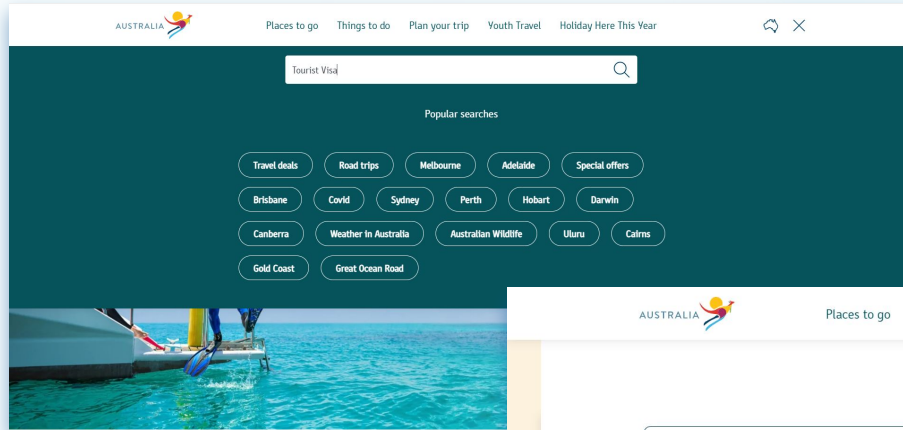 AUSTRALIA Places to go Things to do Plan your trip Youth Travel Holiday Here This Year
Tourist Visa
Popular searches
Travel deals Road trips Melbourne Adelaide Special offers
Brisbane Covid Sydney Perth Hobart Darwin
Canberra Weather in Australia Australian Wildlife Uluru Cairns
Gold Coast Great Ocean Road
AUSTRALIA Places to go